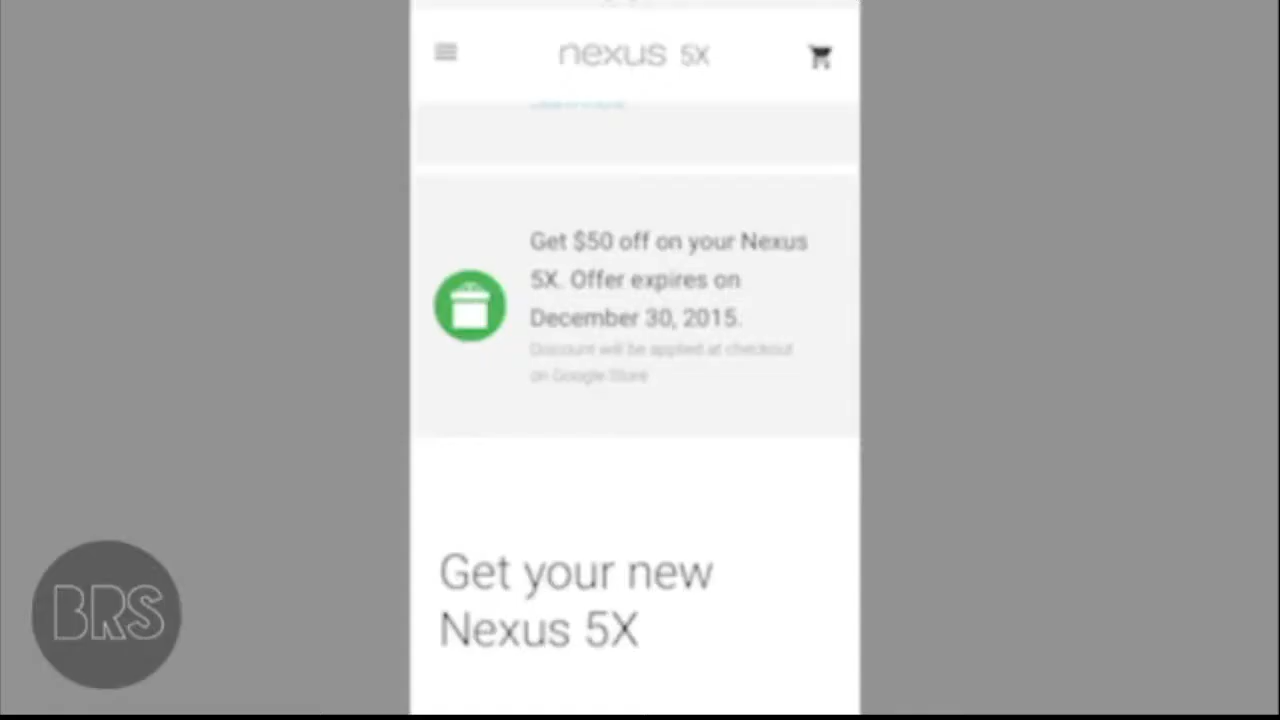 nexus 5X
Get $50 off on your Nexus
5X. Offer expires on
December 30, 2015.
Discount will be applied at checkout
on Google Store
Get your new
Nexus 5X
BRS